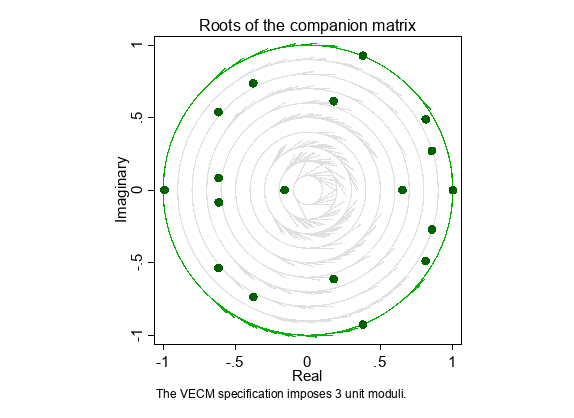 Roots of the companion matrix
1
.5
0
-.5
-1
Imaginary
-1
-.5
0
.5
1
Real
The VECM specification imposes 3 unit moduli.